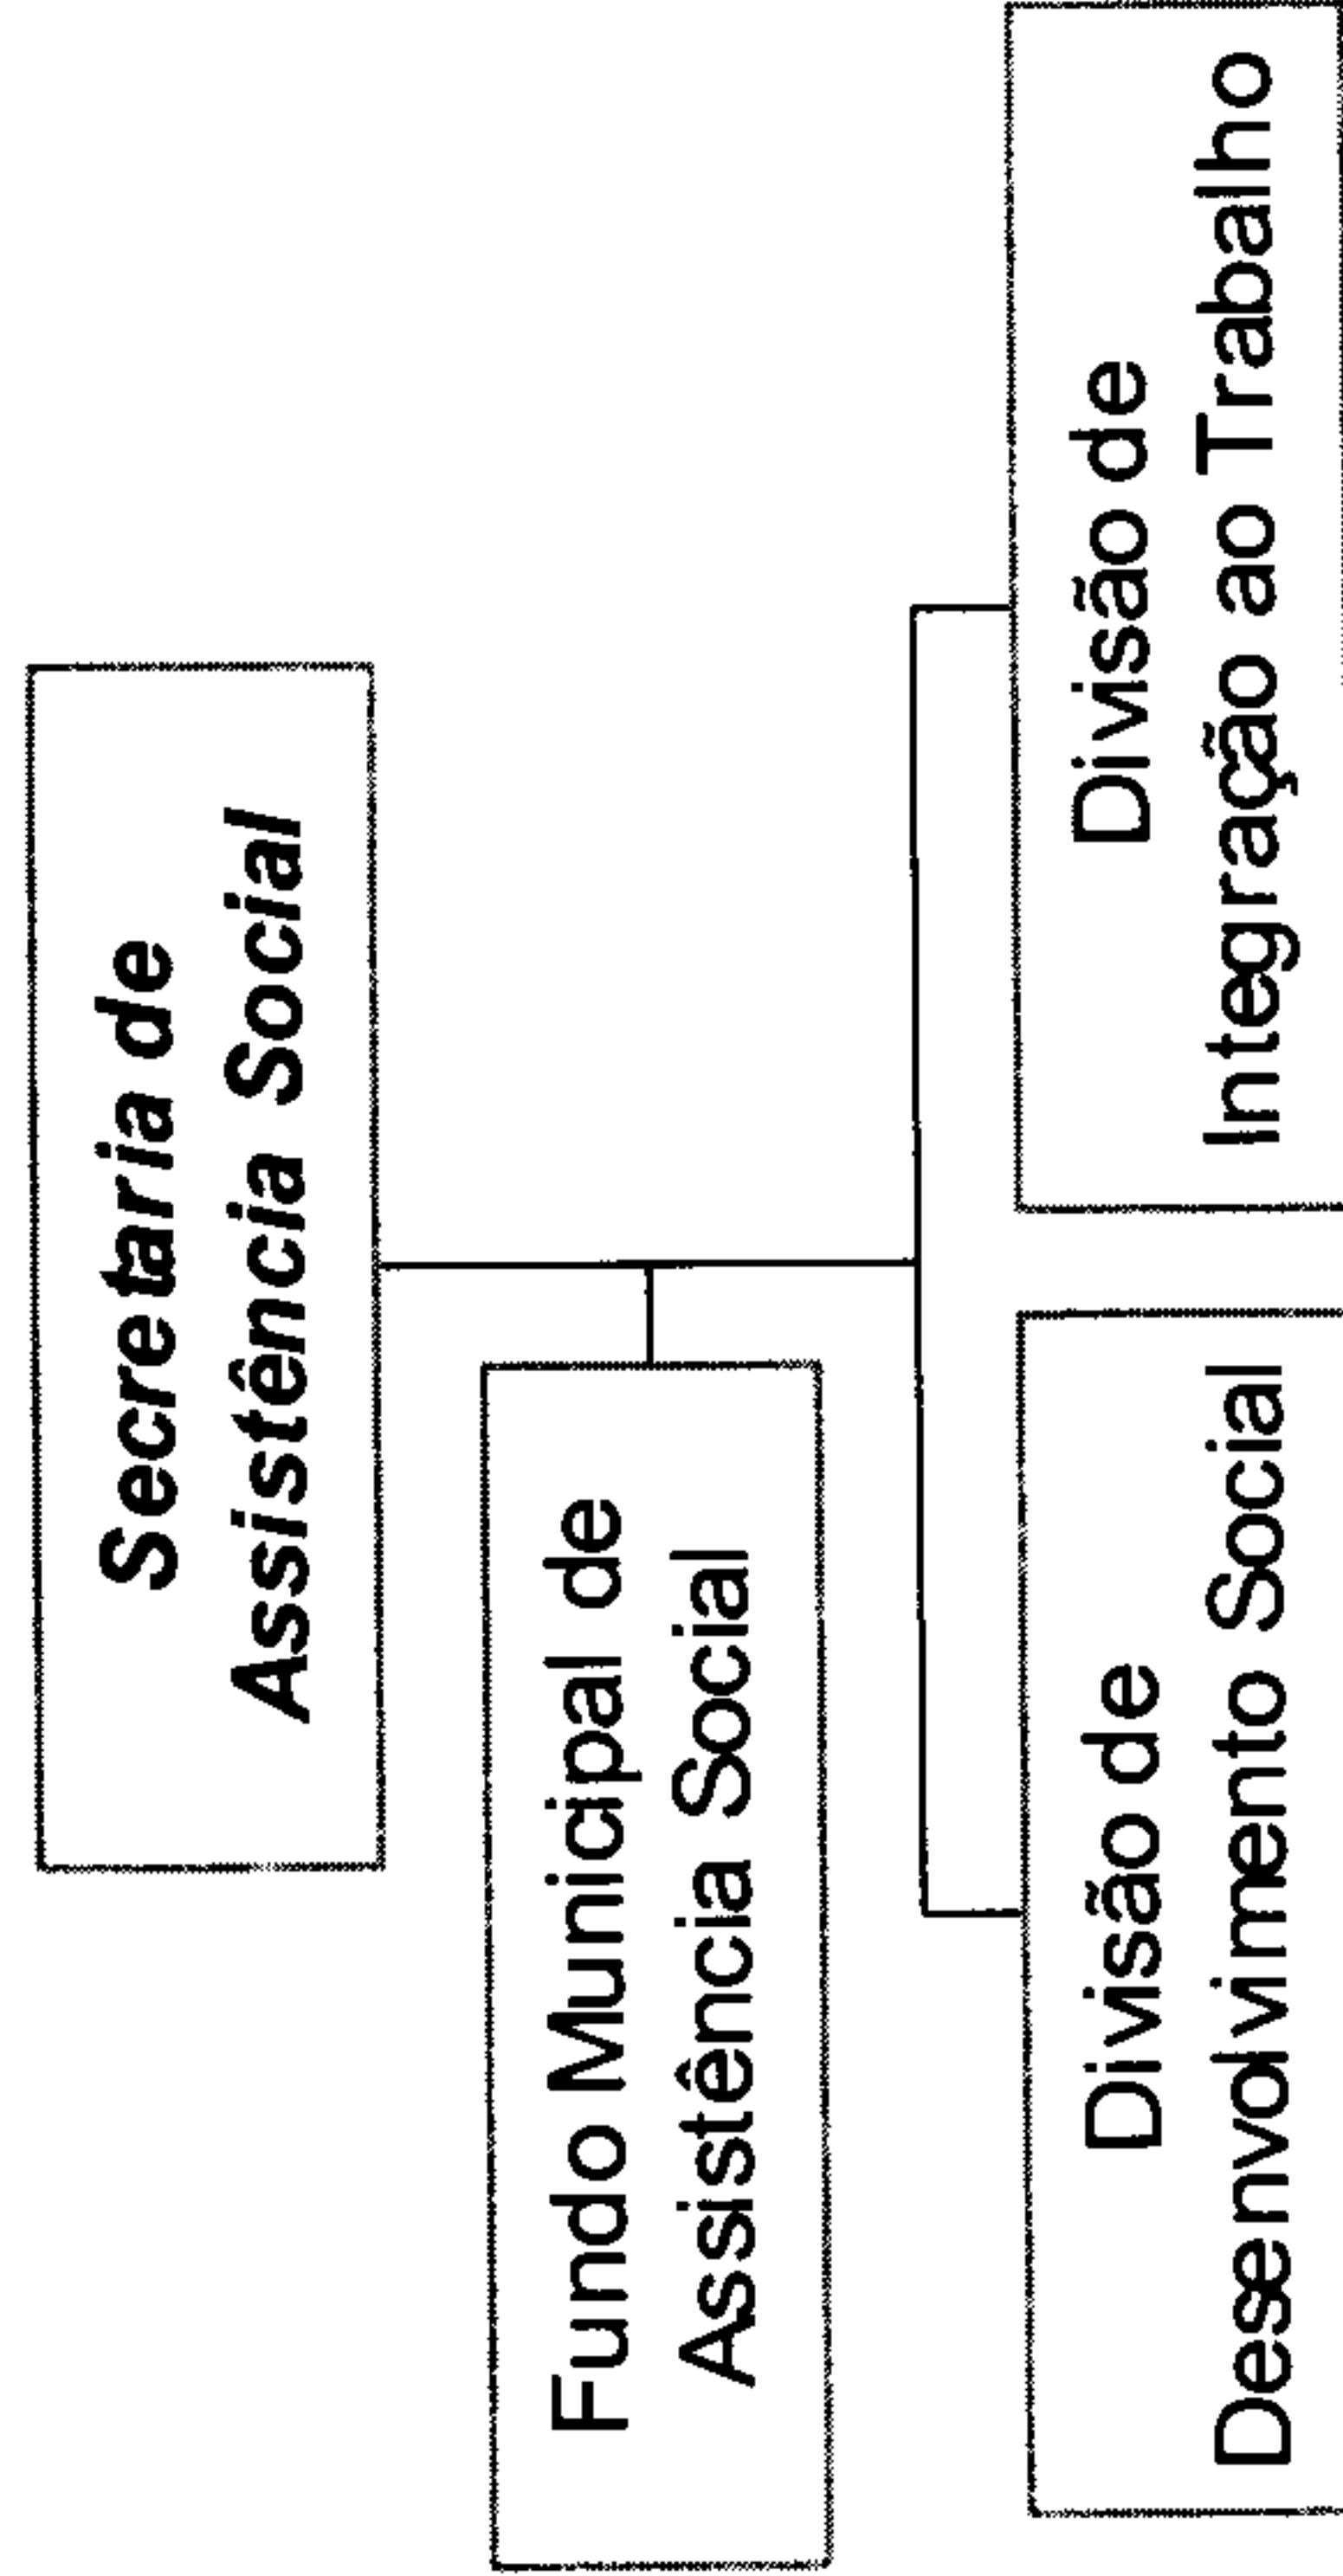 Secretaria de
Assistência Social
Fundo Municipal de
Assistência Social
Divisão de
Desenvolvimento Social
Divisão de
Integração ao Trabalho